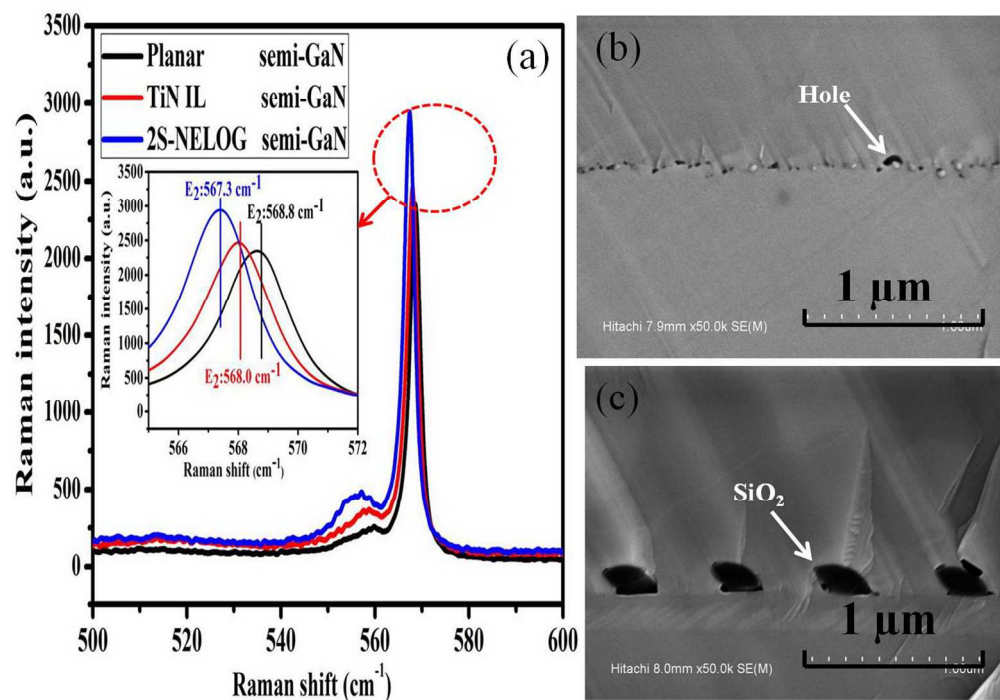 (a)
Planar semi-GaN
TiN IL semi-GaN
2S-NELOG semi-GaN
Raman intensity (a.u.)
3500
3000
2500
2000
1500
1000
500
0
500 520 540 560 580 600
Raman shift (cm-1)
E2:567.3 cm-1
E2:568.8 cm-1
E2:568.0 cm-1
Raman intensity (a.u.)
3500
3000
2500
2000
1500
1000
500
0
566 568 570 572
Raman shift (cm-1)
(b)
Hole
1 μm
Hitachi 7.9mm x50.0k SE(M)
1.00um
(c)
SiO2
1 μm
Hitachi 8.0mm x50.0k SE(M)
1.00um